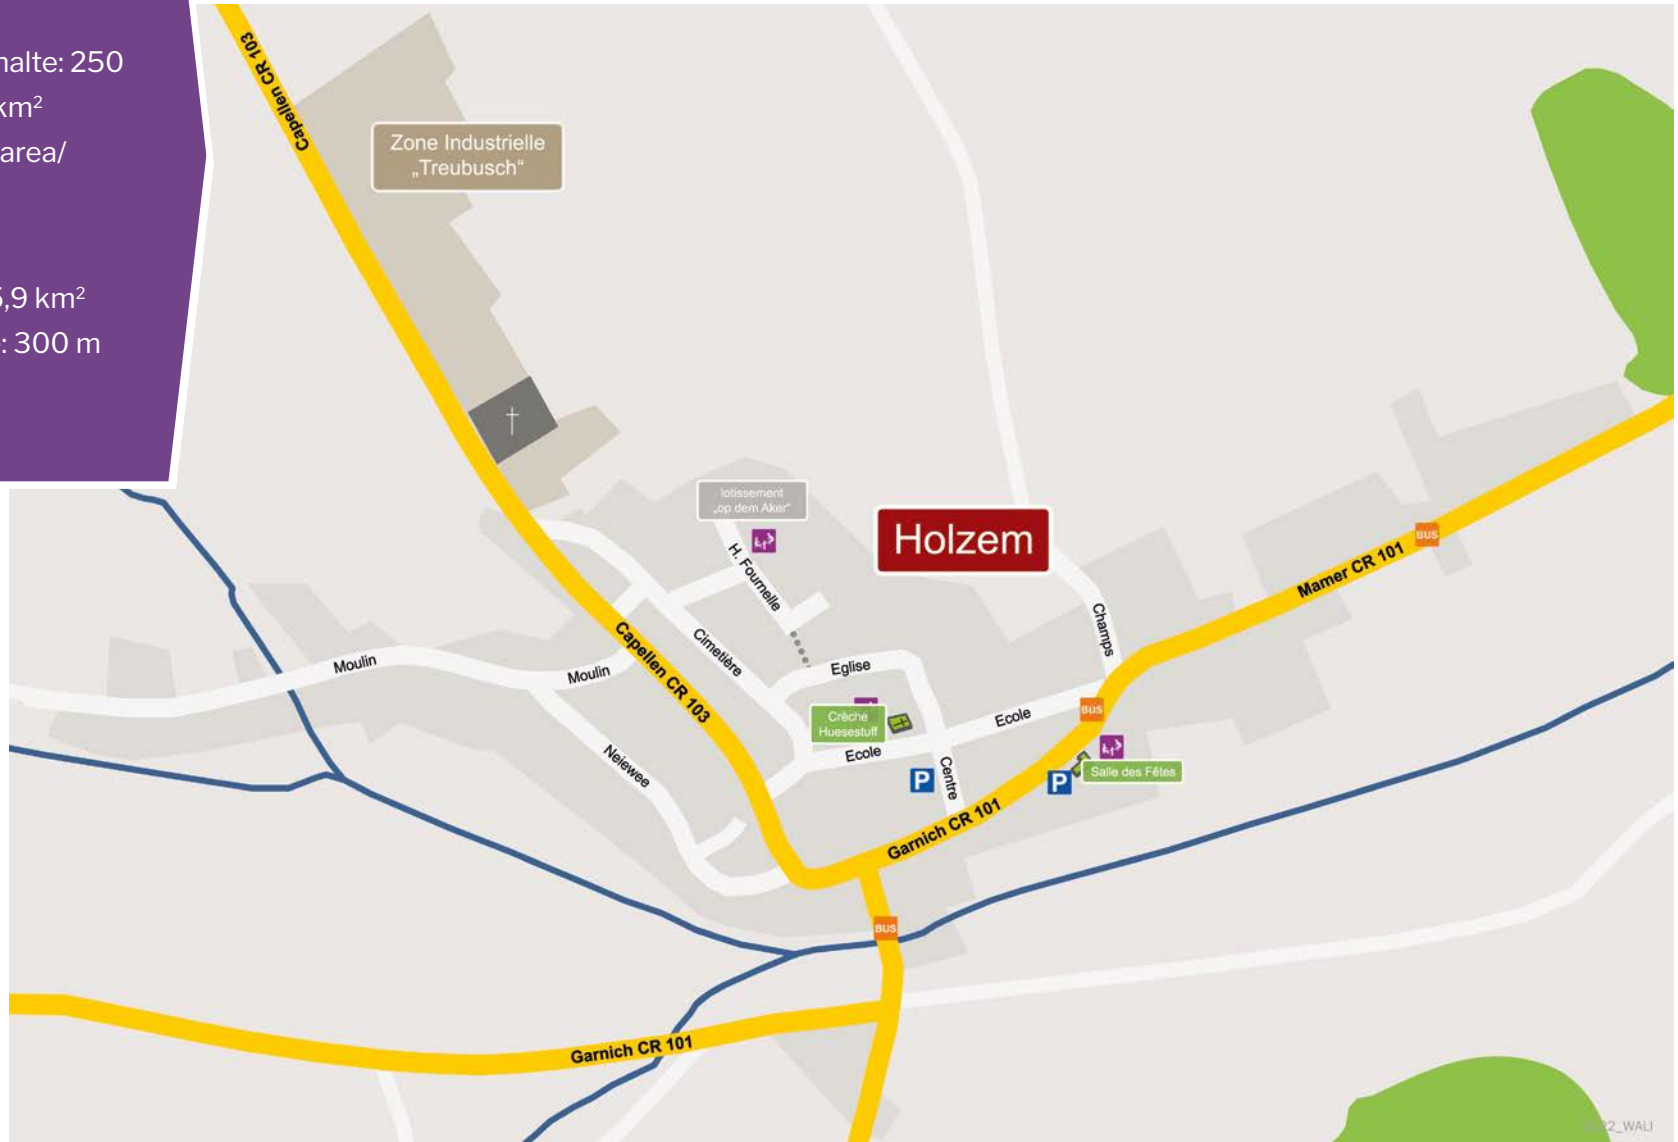 halte: 250
km²
area/
5,9 km²
: 300 m
Capellen CR 103
Zone Industrielle
„Treubusch“
lotissement
„op dem Aker“
H. Fournelle
Holzem
Mamer CR 101
BUS
Champs
Moulin
Moulin
Cimetière
Capellen CR 103
Eglise
Crèche
Huesestuff
Ecole
Ecole
BUS
Neiewee
Centre
P
P
Salle des Fêtes
Garnich CR 101
BUS
Garnich CR 101
2_WALI